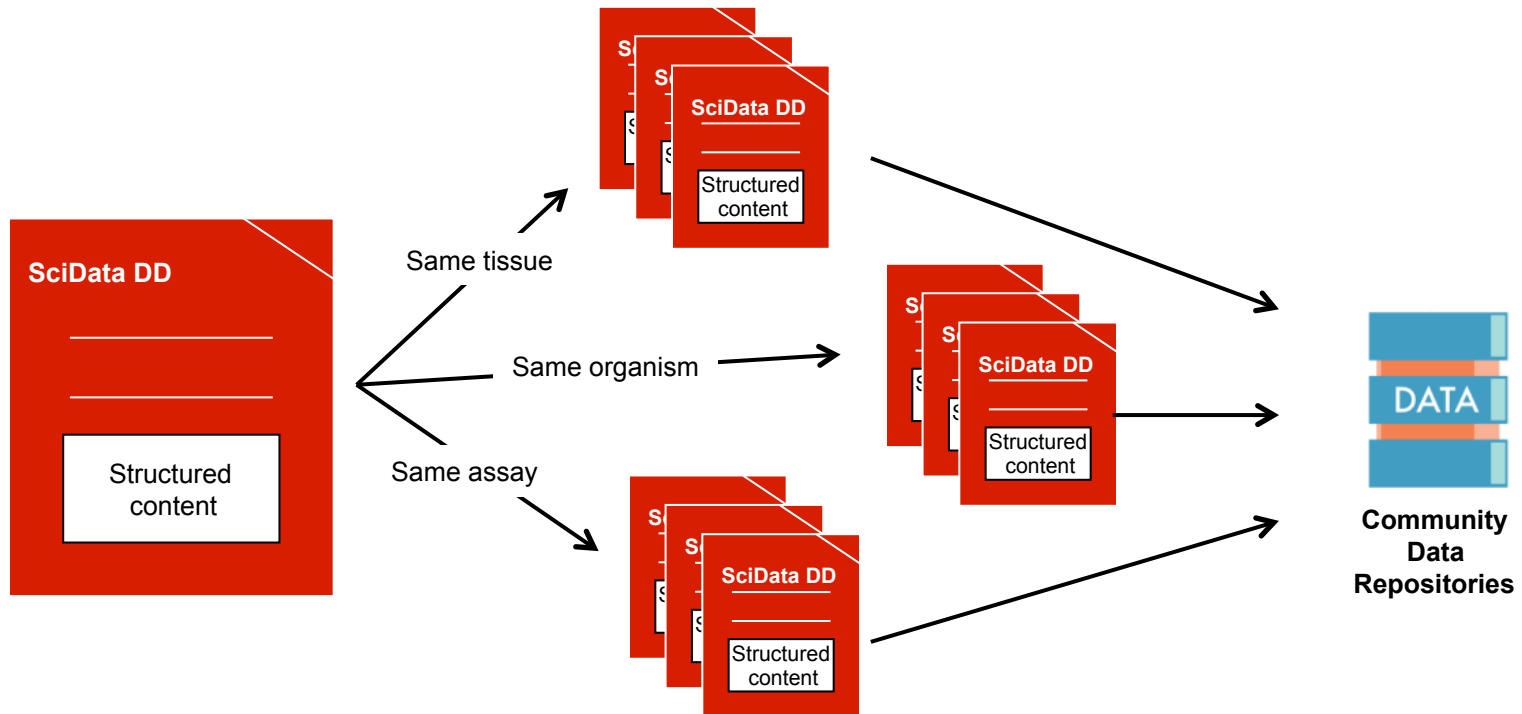 SciData DD
Structured
content
Same tissue
Same organism
Same assay
S
S
SciData DD
S
S
Structured
content
S
S
SciData DD
S
S
Structured
content
S
S
SciData DD
S
S
Structured
content
DATA
Community
Data
Repositories